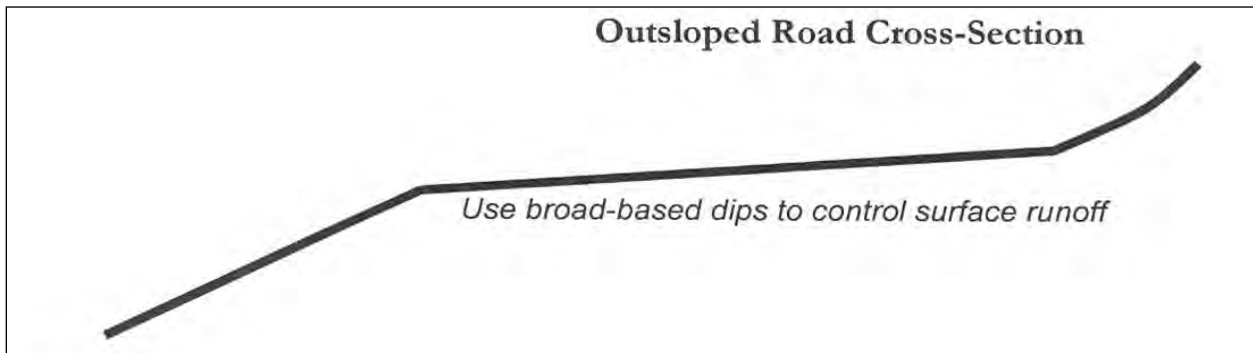 Outsloped Road Cross-Section
Use broad-based dips to control surface runoff